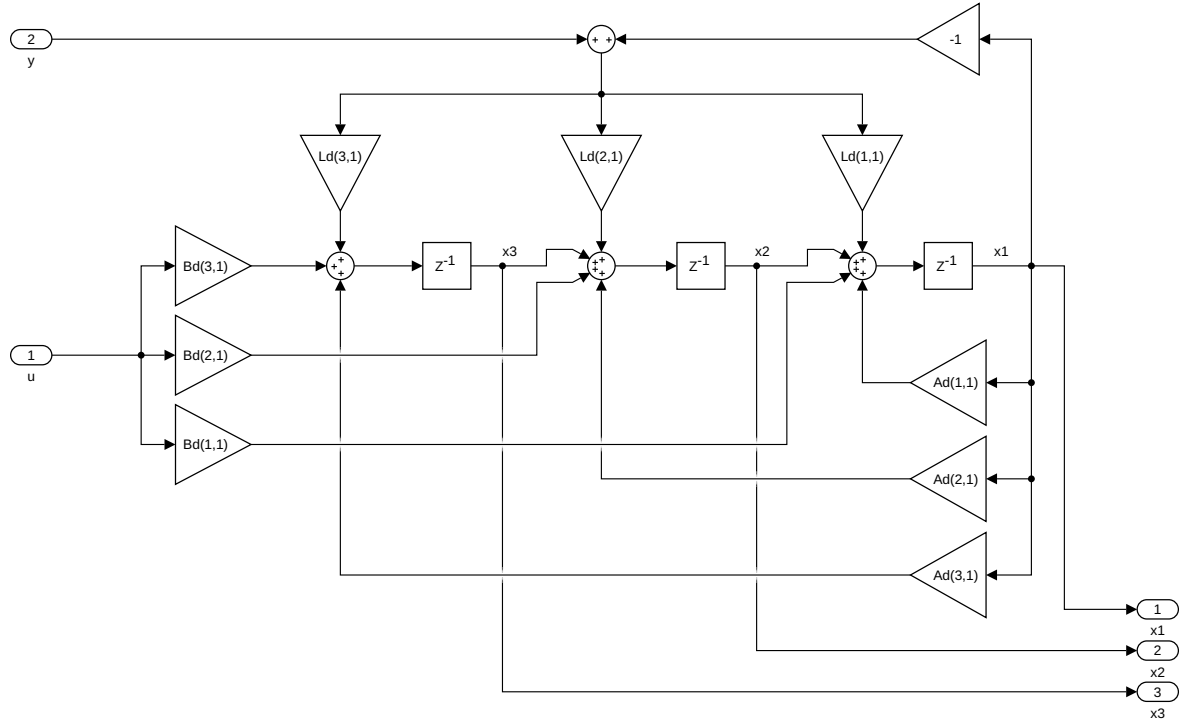 2
y
+ +
-1
Ld(3,1)
Ld(2,1)
Ld(1,1)
Bd(3,1)
+
+
+
Z-1
x3
+
+
+
+
Z-1
x2
+
+
+
+
Z-1
x1
1
u
Bd(2,1)
Ad(1,1)
Bd(1,1)
Ad(2,1)
Ad(3,1)
1
x1
2
x2
3
x3